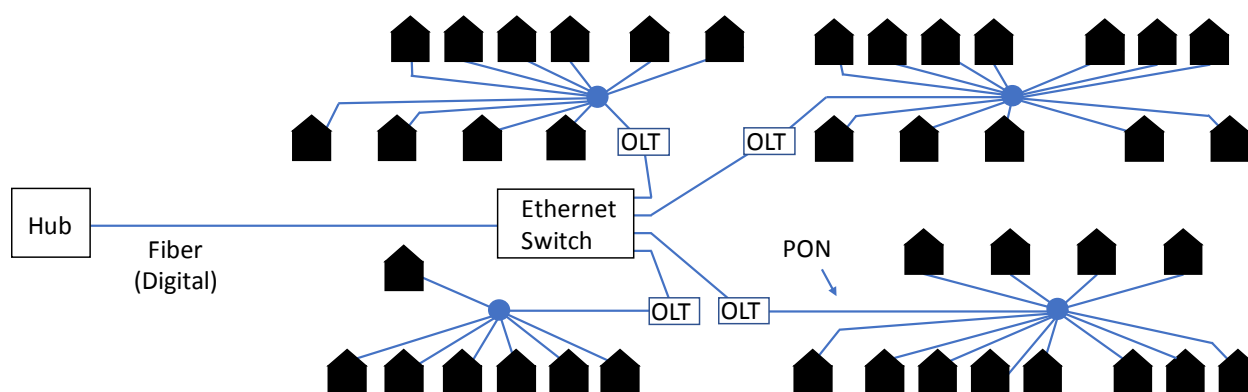 OLT
OLT
Hub
Ethernet
Switch
Fiber
(Digital)
PON
OLT
OLT